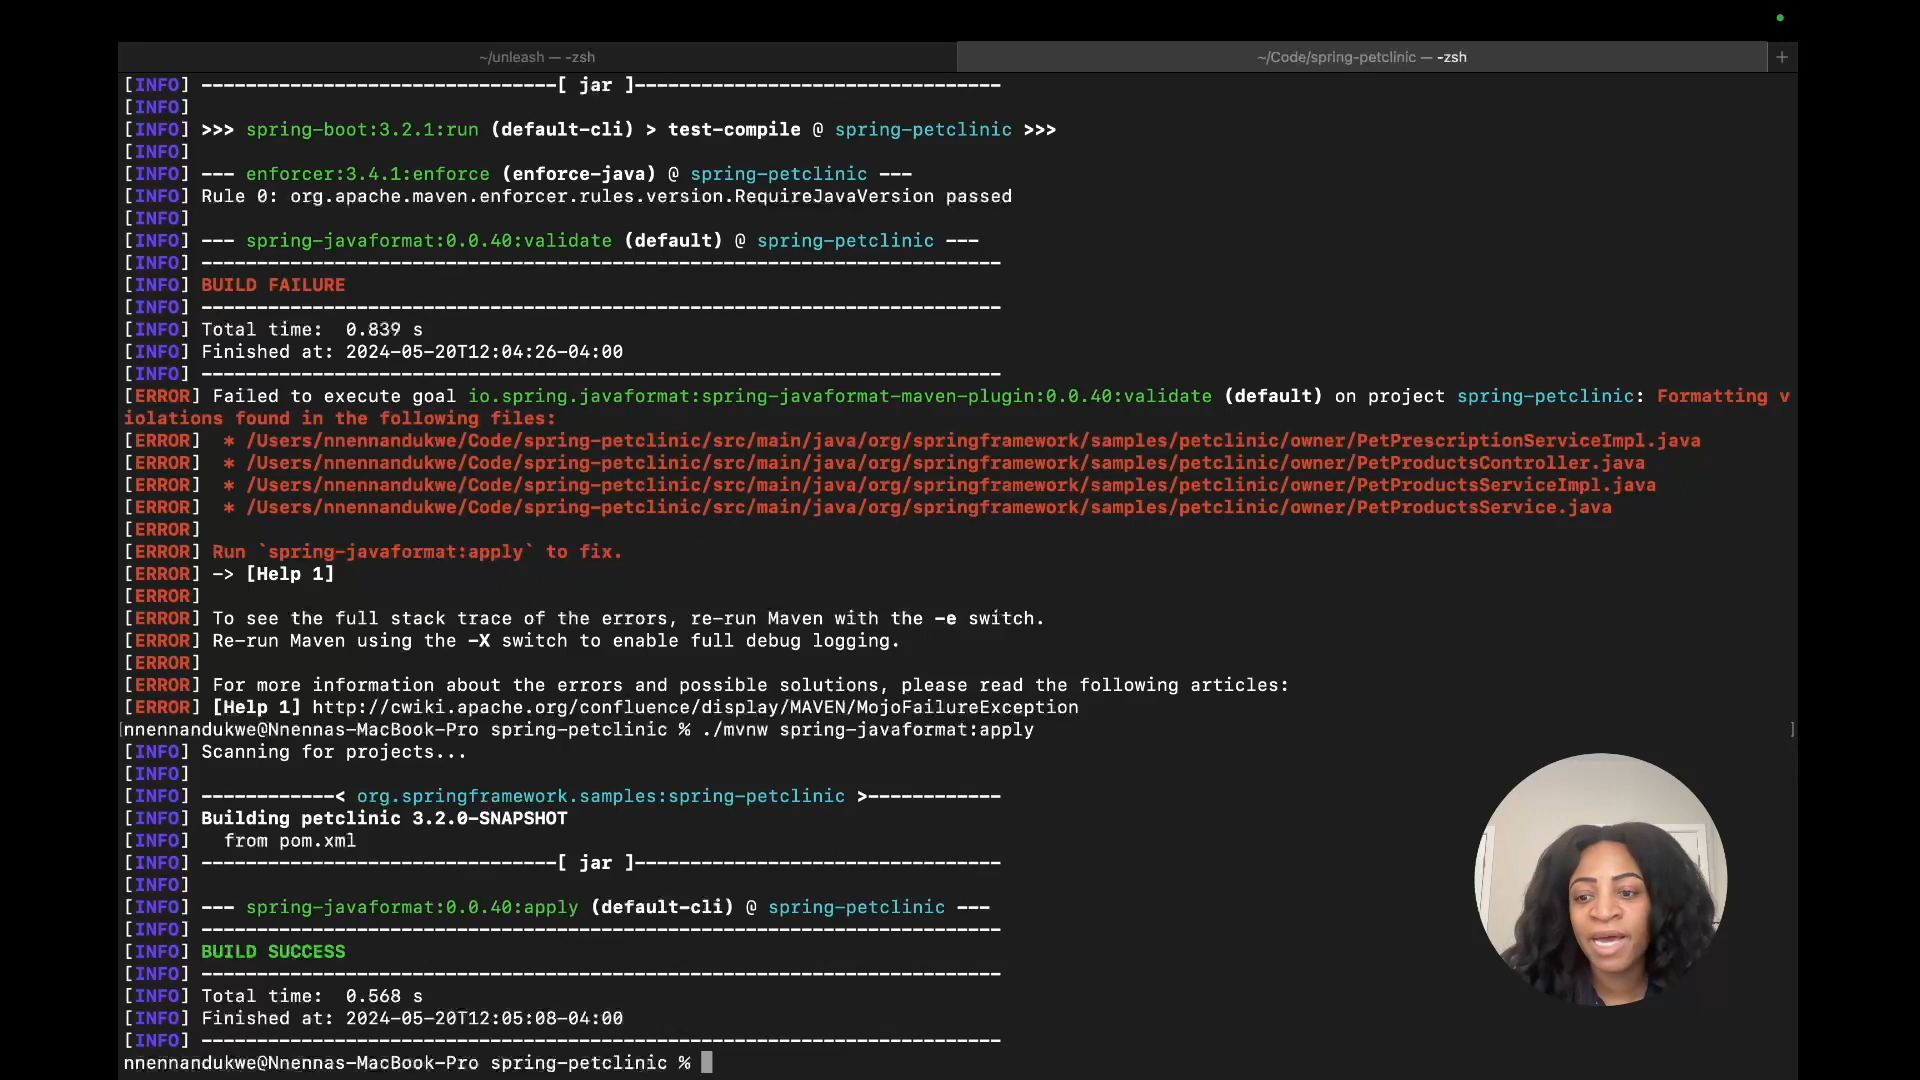 ~/unleash — -zsh
~/Code/spring-petclinic — -zsh
+
[INFO] --------------------------------[ jar ]---------------------------------
[INFO]
[INFO] >>> spring-boot:3.2.1:run (default-cli) > test-compile @ spring-petclinic >>>
[INFO]
[INFO] --- enforcer:3.4.1:enforce (enforce-java) @ spring-petclinic ---
[INFO] Rule 0: org.apache.maven.enforcer.rules.version.RequireJavaVersion passed
[INFO]
[INFO] --- spring-javaformat:0.0.40:validate (default) @ spring-petclinic ---
[INFO] ------------------------------------------------------------------------
[INFO] BUILD FAILURE
[INFO] ------------------------------------------------------------------------
[INFO] Total time:  0.839 s
[INFO] Finished at: 2024-05-20T12:04:26-04:00
[INFO] ------------------------------------------------------------------------
[ERROR] Failed to execute goal io.spring.javaformat:spring-javaformat-maven-plugin:0.0.40:validate (default) on project spring-petclinic: Formatting v
iolations found in the following files:
[ERROR]  * /Users/nnennandukwe/Code/spring-petclinic/src/main/java/org/springframework/samples/petclinic/owner/PetPrescriptionServiceImpl.java
[ERROR]  * /Users/nnennandukwe/Code/spring-petclinic/src/main/java/org/springframework/samples/petclinic/owner/PetProductsController.java
[ERROR]  * /Users/nnennandukwe/Code/spring-petclinic/src/main/java/org/springframework/samples/petclinic/owner/PetProductsServiceImpl.java
[ERROR]  * /Users/nnennandukwe/Code/spring-petclinic/src/main/java/org/springframework/samples/petclinic/owner/PetProductsService.java
[ERROR]
[ERROR] Run `spring-javaformat:apply` to fix.
[ERROR] -> [Help 1]
[ERROR]
[ERROR] To see the full stack trace of the errors, re-run Maven with the -e switch.
[ERROR] Re-run Maven using the -X switch to enable full debug logging.
[ERROR]
[ERROR] For more information about the errors and possible solutions, please read the following articles:
[ERROR] [Help 1] http://cwiki.apache.org/confluence/display/MAVEN/MojoFailureException
[nnennandukwe@Nnennas-MacBook-Pro spring-petclinic % ./mvnw spring-javaformat:apply ]
[INFO] Scanning for projects...
[INFO]
[INFO] ------------< org.springframework.samples:spring-petclinic >------------
[INFO] Building petclinic 3.2.0-SNAPSHOT
[INFO]   from pom.xml
[INFO] --------------------------------[ jar ]---------------------------------
[INFO]
[INFO] --- spring-javaformat:0.0.40:apply (default-cli) @ spring-petclinic ---
[INFO] ------------------------------------------------------------------------
[INFO] BUILD SUCCESS
[INFO] ------------------------------------------------------------------------
[INFO] Total time:  0.568 s
[INFO] Finished at: 2024-05-20T12:05:08-04:00
[INFO] ------------------------------------------------------------------------
nnennandukwe@Nnennas-MacBook-Pro spring-petclinic %